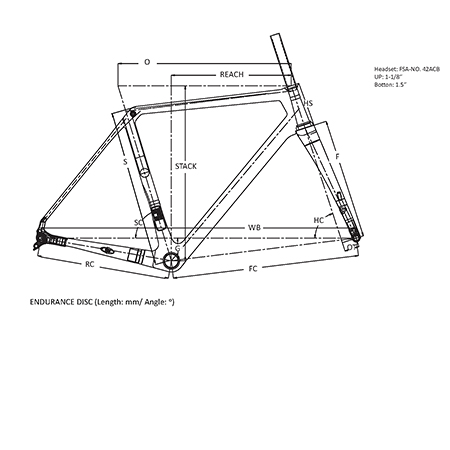 O
REACH
Headset: FSA-NO. 42ACB
UP: 1-1/8"
Botton: 1.5"
HS
S
STACK
F
SC
HC
WB
G
D
RC
FC
ENDURANCE DISC (Length: mm/ Angle: °)